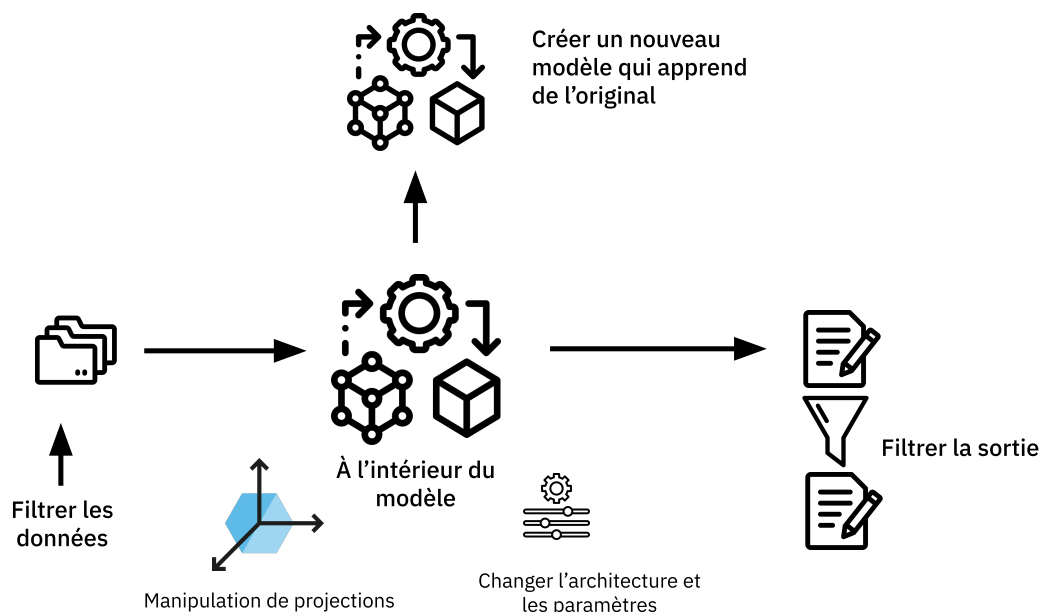 Créer un nouveau
modèle qui apprend
de l’original
À l’intérieur du
modèle
Filtrer la sortie
Filtrer les
données
Manipulation de projections
Changer l’architecture et
les paramètres